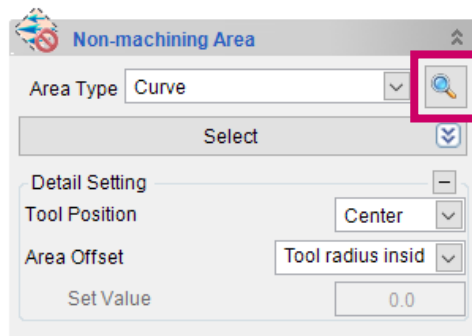 Non-machining Area
Area Type Curve
Select
Detail Setting
Tool Position Center
Area Offset Tool radius insid
Set Value 0.0